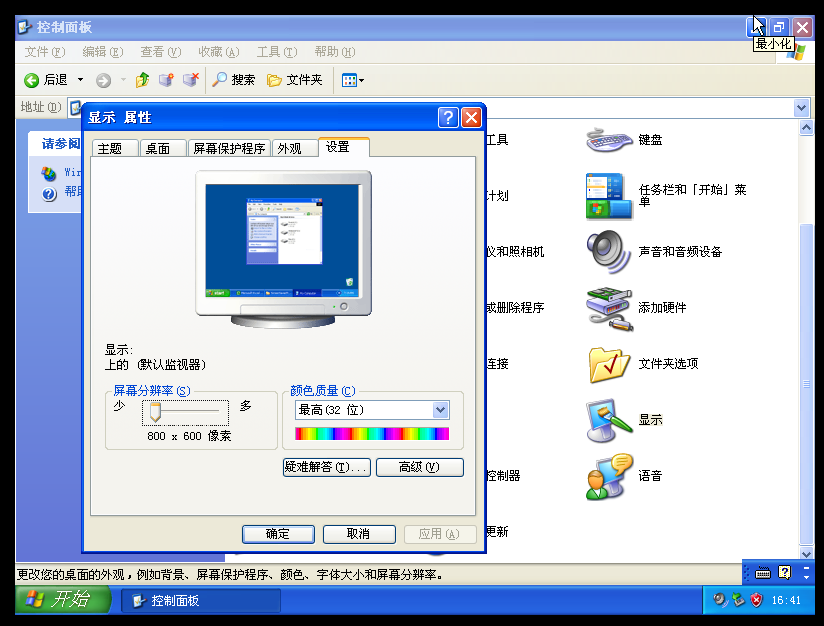 控制面板
最小化
文件(F) 编辑(E) 查看(V) 收藏(A) 工具(T) 帮助(H)
后退 搜索 文件夹
地址(D)
显示 属性
请参阅
Win
帮助
主题 桌面 屏幕保护程序 外观 设置
显示:
上的 (默认监视器)
屏幕分辨率(S)
少 多
800 x 600 像素
颜色质量(C)
最高(32 位)
疑难解答(T)... 高级(V)
确定 取消 应用(A)
工具
键盘
计划
任务栏和「开始」菜
单
仪和照相机
声音和音频设备
或删除程序
添加硬件
连接
文件夹选项
显示
控制器
语音
更新
更改您的桌面的外观，例如背景、屏幕保护程序、颜色、字体大小和屏幕分辨率。
开始 控制面板 16:41